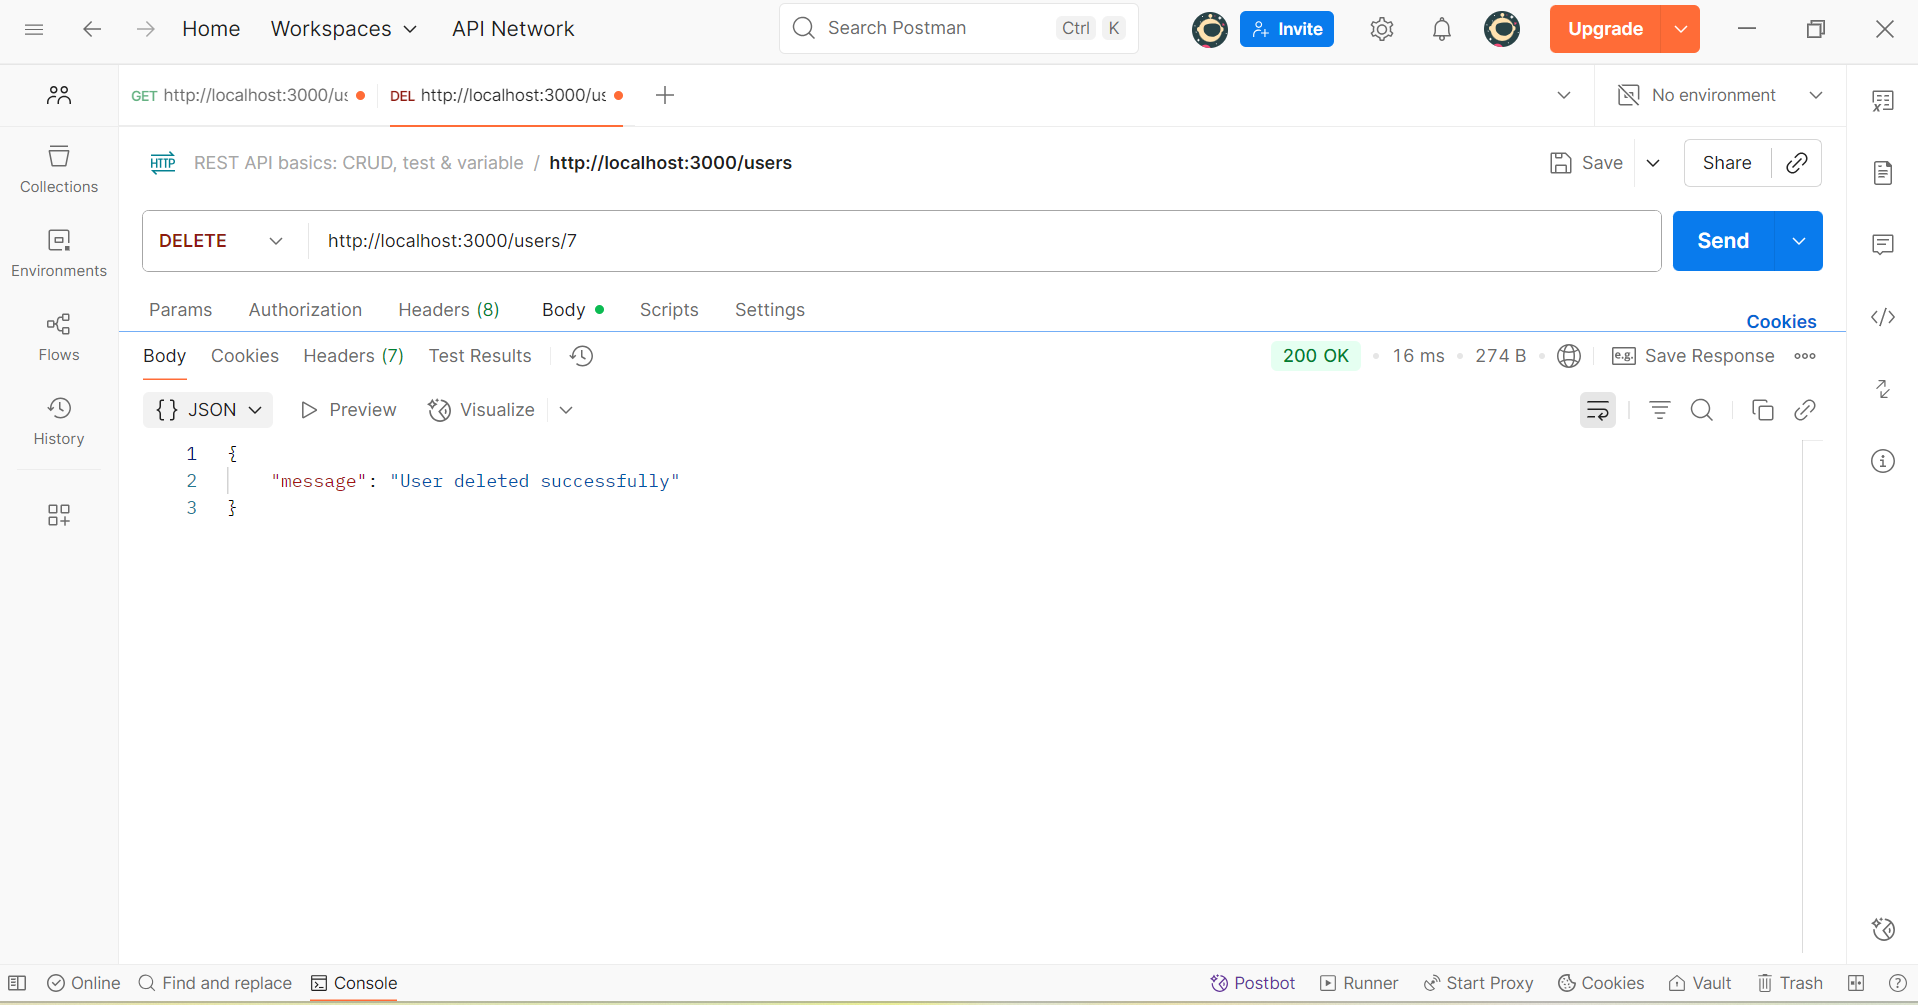 Home Workspaces API Network Search Postman Ctrl K Invite Upgrade
GET http://localhost:3000/us DEL http://localhost:3000/us No environment
HTTP REST API basics: CRUD, test & variable / http://localhost:3000/users Save Share
Collections
DELETE http://localhost:3000/users/7 Send
Environments
Params Authorization Headers (8) Body Scripts Settings Cookies
Flows
Body Cookies Headers (7) Test Results 200 OK 16 ms 274 B e.g. Save Response
{} JSON Preview Visualize
History
1 {
2 "message": "User deleted successfully"
3 }
Online Find and replace Console Postbot Runner Start Proxy Cookies Vault Trash